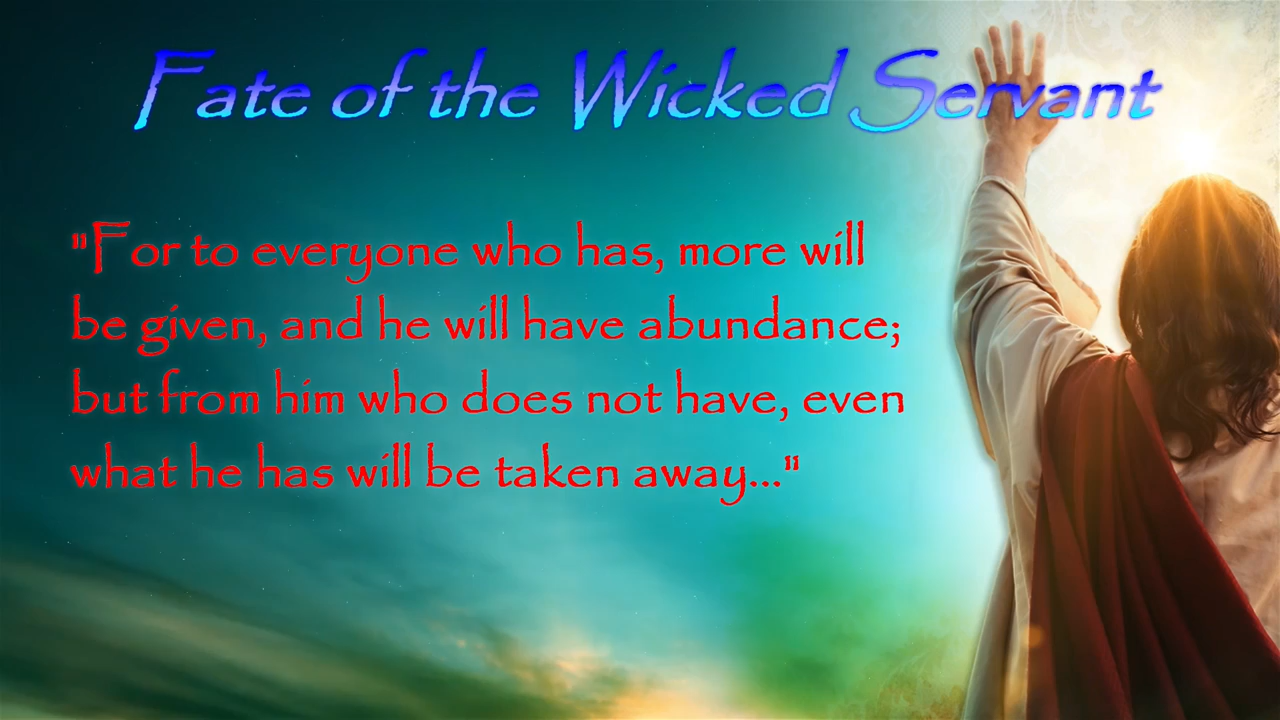 Fate of the Wicked Servant
"For to everyone who has, more will
be given, and he will have abundance;
but from him who does not have, even
what he has will be taken away..."